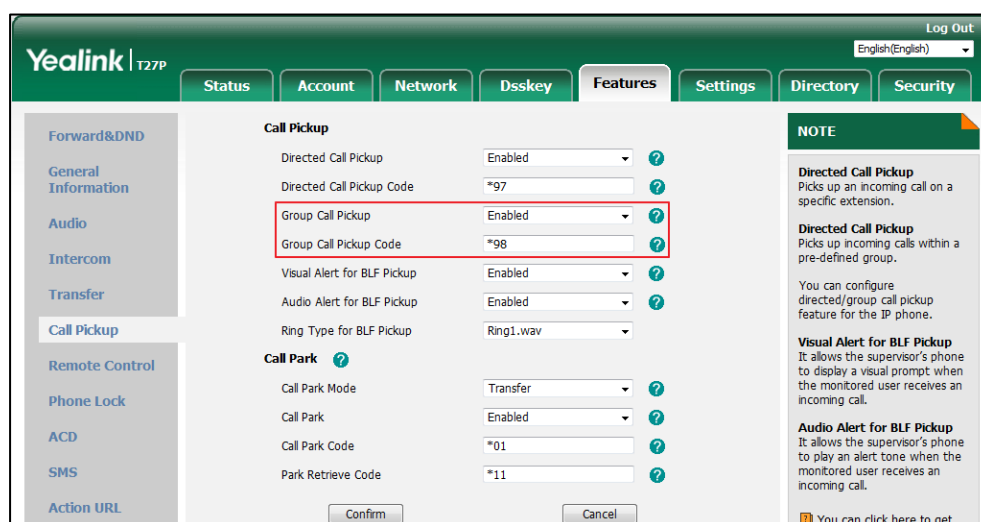 Log Out
Yealink T27P
English(English)
Status Account Network Dsskey Features Settings Directory Security
Forward&DND
General
Information
Audio
Intercom
Transfer
Call Pickup
Remote Control
Phone Lock
ACD
SMS
Action URL
Call Pickup
Directed Call Pickup Enabled ?
Directed Call Pickup Code *97 ?
Group Call Pickup Enabled ?
Group Call Pickup Code *98 ?
Visual Alert for BLF Pickup Enabled ?
Audio Alert for BLF Pickup Enabled ?
Ring Type for BLF Pickup Ring1.wav
Call Park ?
Call Park Mode Transfer ?
Call Park Enabled ?
Call Park Code *01 ?
Park Retrieve Code *11 ?
Confirm Cancel
NOTE
Directed Call Pickup
Picks up an incoming call on a
specific extension.
Directed Call Pickup
Picks up incoming calls within a
pre-defined group.
You can configure
directed/group call pickup
feature for the IP phone.
Visual Alert for BLF Pickup
It allows the supervisor's phone
to display a visual prompt when
the monitored user receives an
incoming call.
Audio Alert for BLF Pickup
It allows the supervisor's phone
to play an alert tone when the
monitored user receives an
incoming call.
? You can click here to get